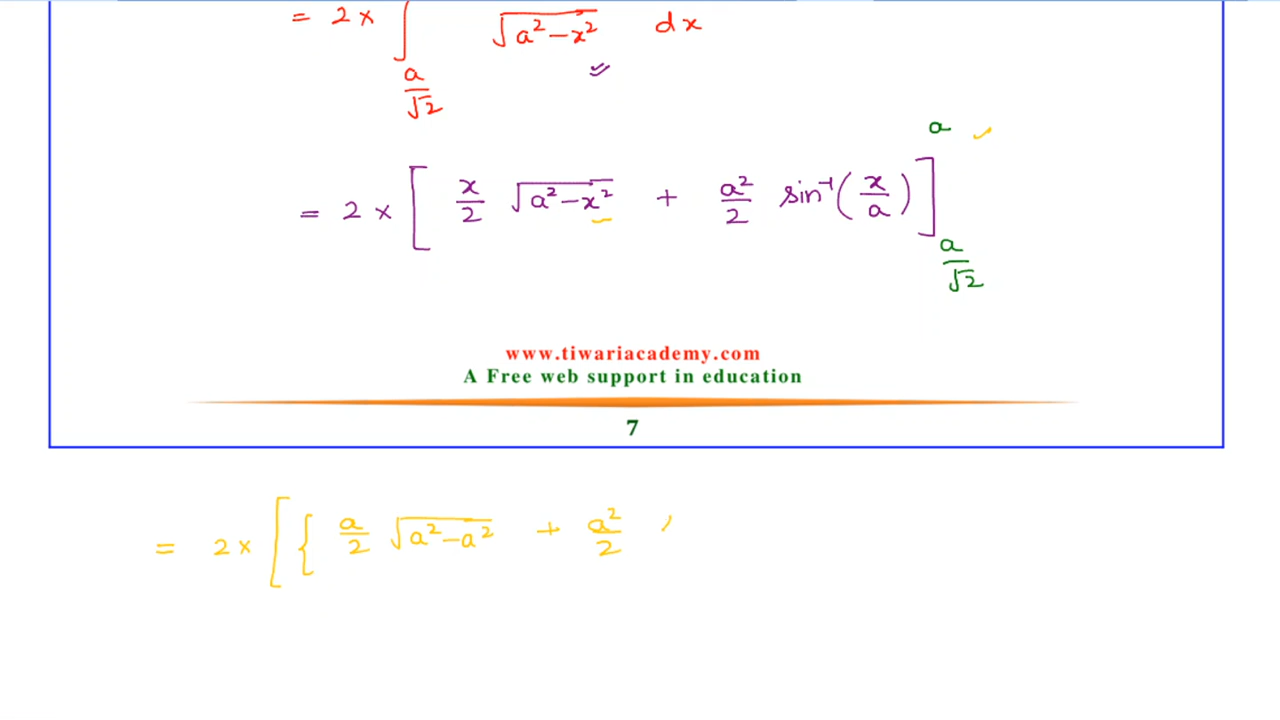 = 2 × ∫ √a²−x² dx
a/√2
a
= 2 × [ x/2 √a²−x² + a²/2 sin⁻¹(x/a) ]
a/√2
www.tiwariacademy.com
A Free web support in education
7
= 2 × [ { a/2 √a²−a² + a²/2